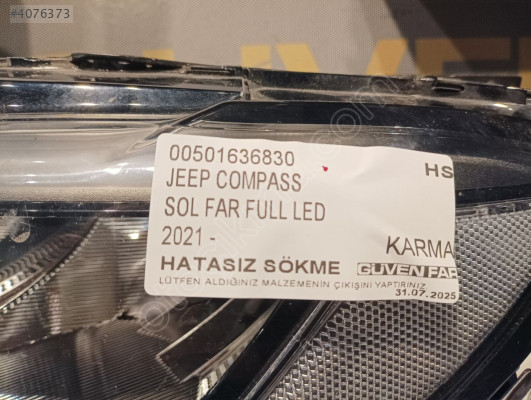 #4076373
00501636830
HS
JEEP COMPASS
SOL FAR FULL LED
2021 -
KARMA
HATASIZ SÖKME GÜVEN FAR
LÜTFEN ALDIĞINIZ MALZEMENİN ÇIKIŞINI YAPTIRINIZ
31.07.2025